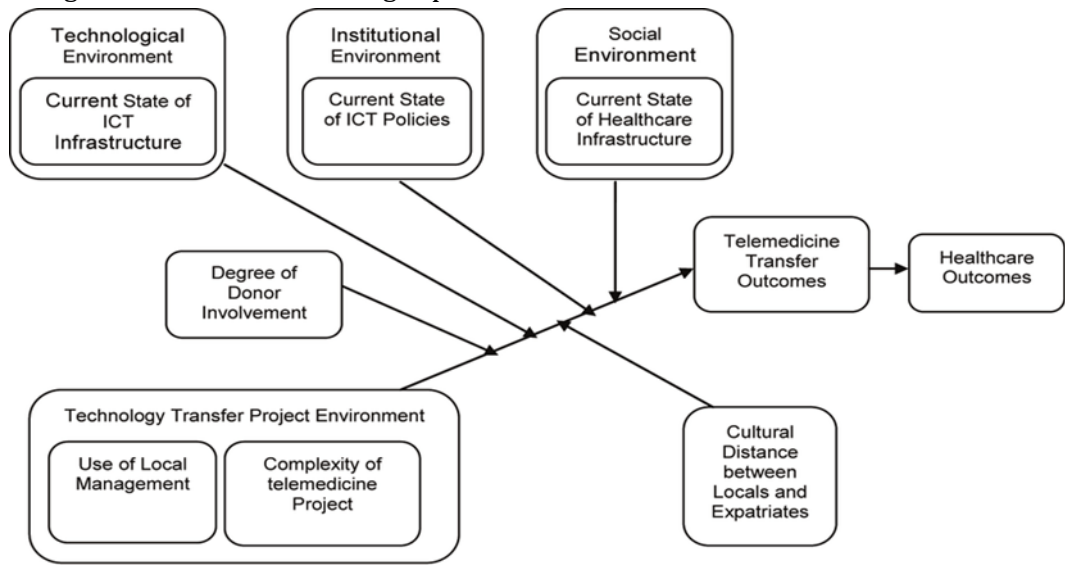 Technological
Environment
Current State of
ICT
Infrastructure
Institutional
Environment
Current State
of ICT Policies
Social
Environment
Current State
of Healthcare
Infrastructure
Degree of
Donor
Involvement
Telemedicine
Transfer
Outcomes
Healthcare
Outcomes
Technology Transfer Project Environment
Use of Local
Management
Complexity of
telemedicine
Project
Cultural
Distance
between
Locals and
Expatriates